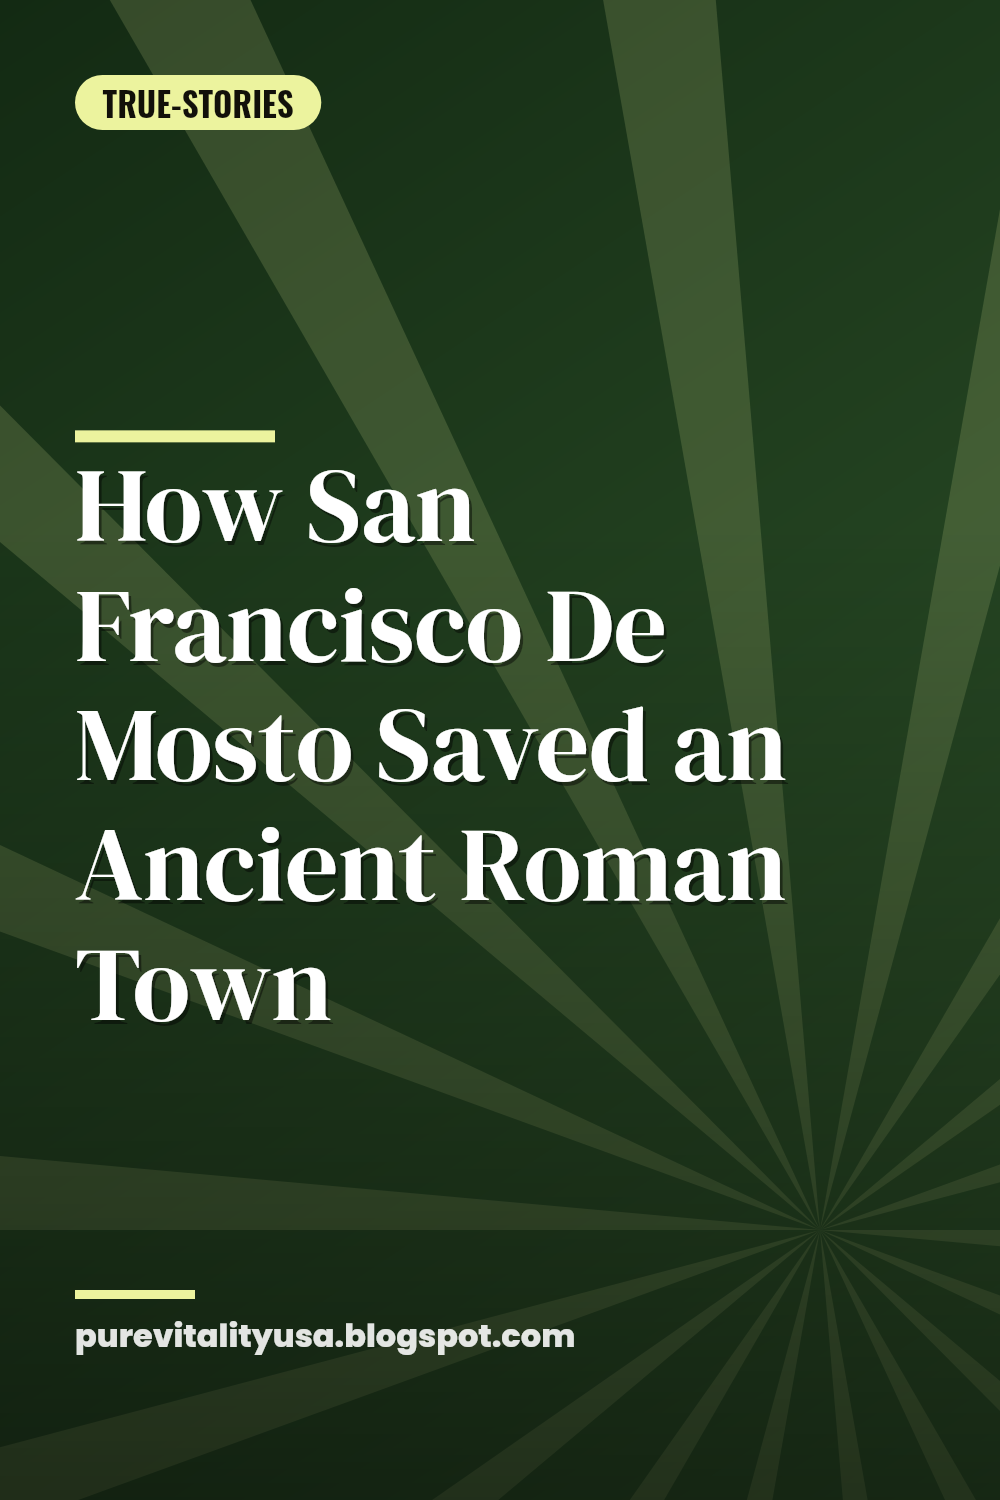 TRUE-STORIES
How San
Francisco De
Mosto Saved an
Ancient Roman
Town
purevitalityusa.blogspot.com